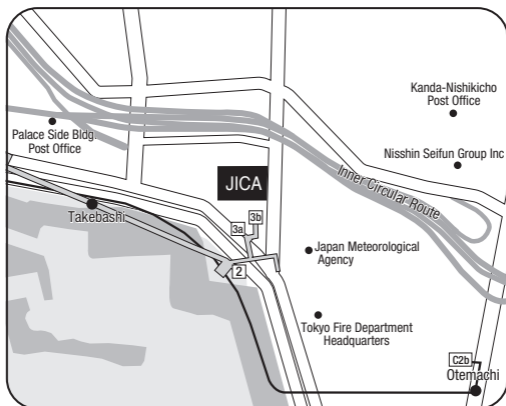 Kanda-Nishikicho
Post Office
Palace Side Bldg.
Post Office
Nisshin Seifun Group Inc
JICA
Inner Circular Route
Takebashi
3b
3a
Japan Meteorological
Agency
2
Tokyo Fire Department
Headquarters
C2b
Otemachi